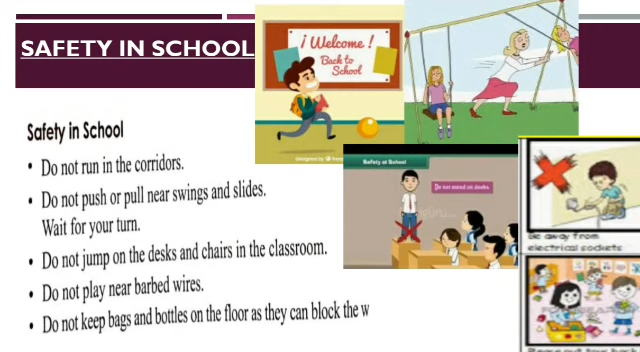 SAFETY IN SCHOOL
¡ Welcome !
Back to
School
Safety in School
• Do not run in the corridors.
• Do not push or pull near swings and slides.
Wait for your turn.
• Do not jump on the desks and chairs in the classroom.
• Do not play near barbed wires.
• Do not keep bags and bottles on the floor as they can block the w
Safety at School
Do not stand on desks.
Be away from
electrical sockets